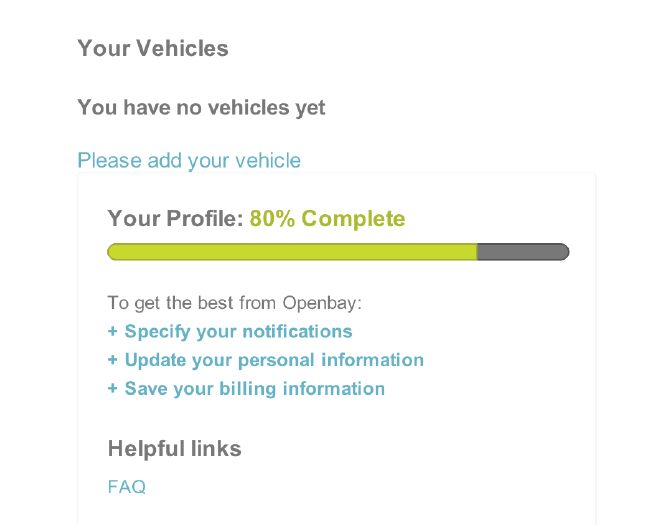 Your Vehicles
You have no vehicles yet
Please add your vehicle
Your Profile: 80% Complete
To get the best from Openbay:
+ Specify your notifications
+ Update your personal information
+ Save your billing information
Helpful links
FAQ